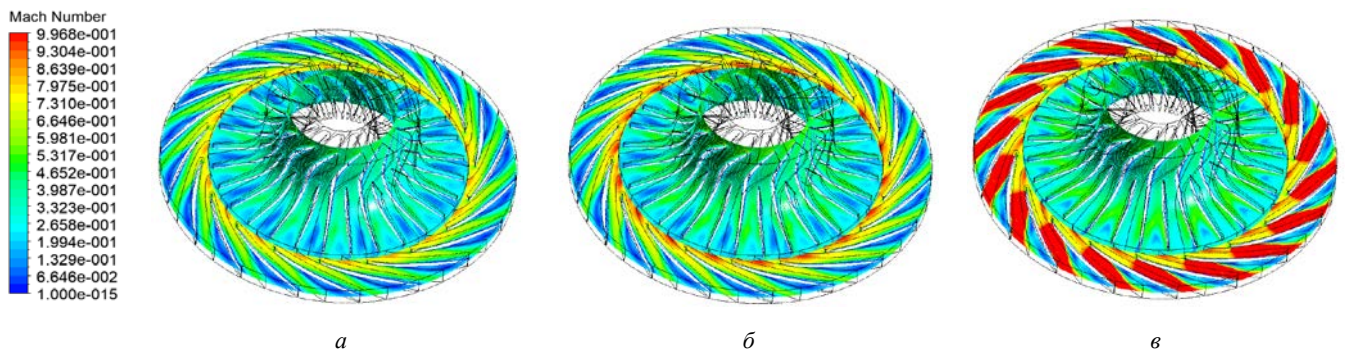 Mach Number
9.968e-001
9.304e-001
8.639e-001
7.975e-001
7.310e-001
6.646e-001
5.981e-001
5.317e-001
4.652e-001
3.987e-001
3.323e-001
2.658e-001
1.994e-001
1.329e-001
6.646e-002
1.000e-015
а б в